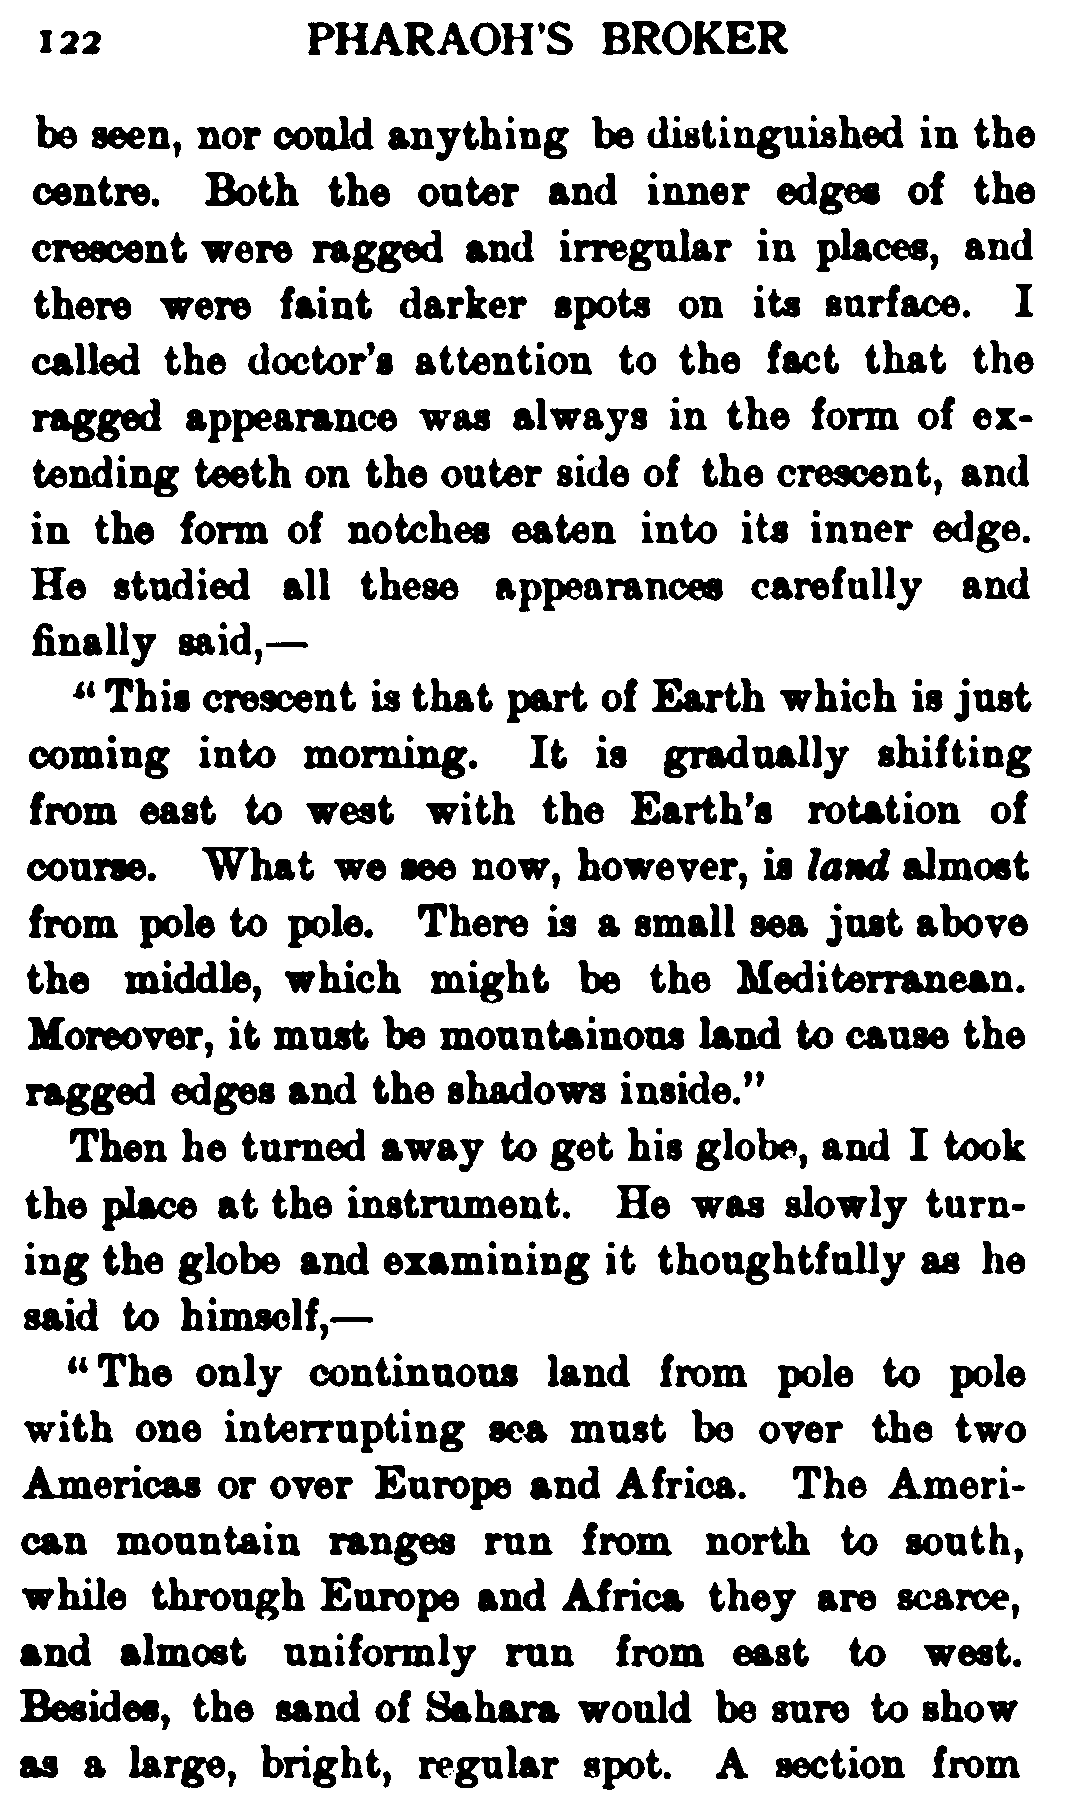 122 PHARAOH'S BROKER
be seen, nor could anything be distinguished in the
centre. Both the outer and inner edges of the
crescent were ragged and irregular in places, and
there were faint darker spots on its surface. I
called the doctor's attention to the fact that the
ragged appearance was always in the form of ex-
tending teeth on the outer side of the crescent, and
in the form of notches eaten into its inner edge.
He studied all these appearances carefully and
finally said,—
"This crescent is that part of Earth which is just
coming into morning. It is gradually shifting
from east to west with the Earth's rotation of
course. What we see now, however, is land almost
from pole to pole. There is a small sea just above
the middle, which might be the Mediterranean.
Moreover, it must be mountainous land to cause the
ragged edges and the shadows inside."
Then he turned away to get his globe, and I took
the place at the instrument. He was slowly turn-
ing the globe and examining it thoughtfully as he
said to himself,—
"The only continuous land from pole to pole
with one interrupting sea must be over the two
Americas or over Europe and Africa. The Ameri-
can mountain ranges run from north to south,
while through Europe and Africa they are scarce,
and almost uniformly run from east to west.
Besides, the sand of Sahara would be sure to show
as a large, bright, regular spot. A section from